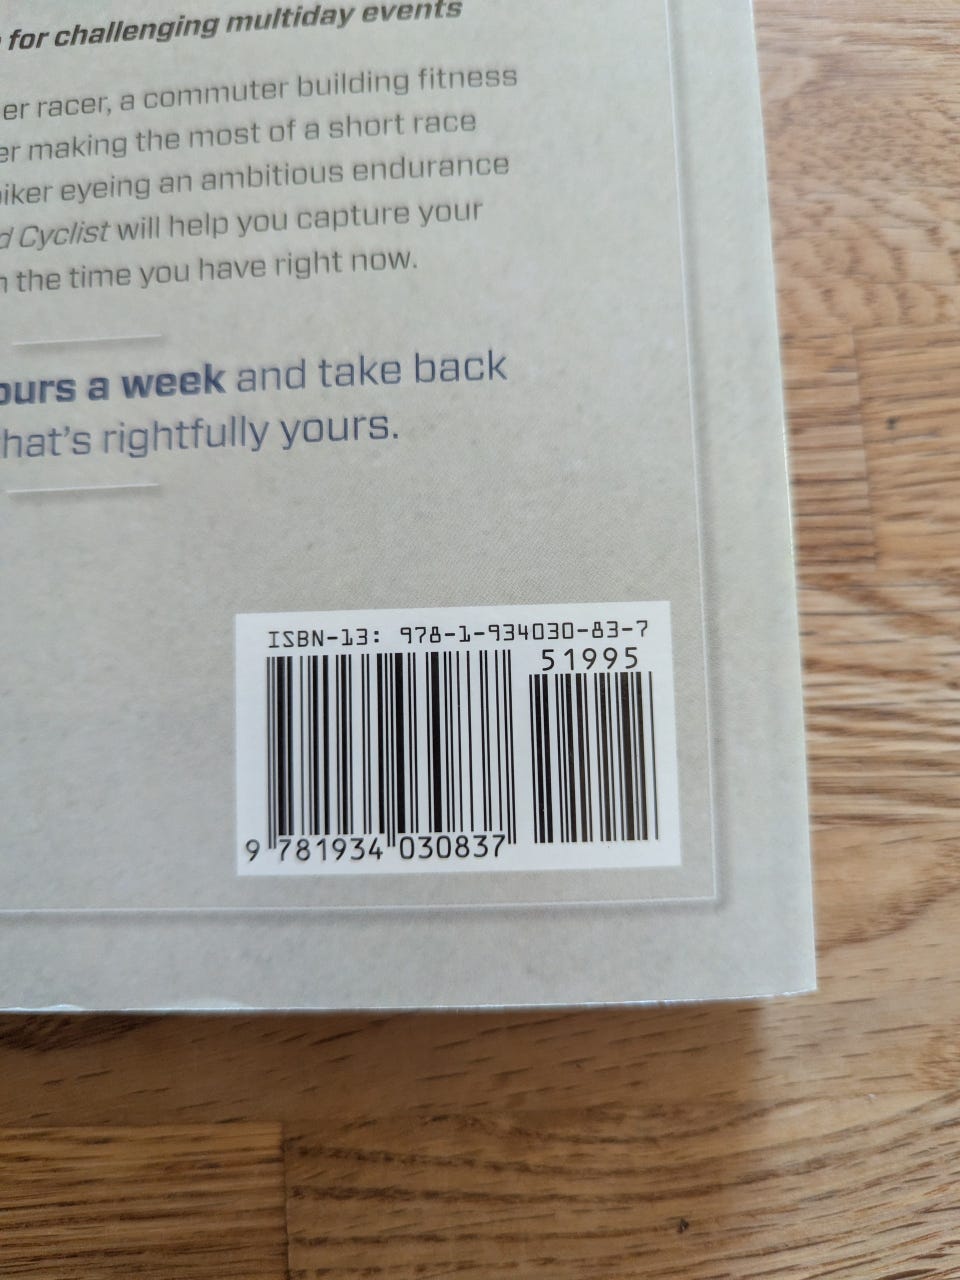 for challenging multiday events
er racer, a commuter building fitness
er making the most of a short race
biker eyeing an ambitious endurance
d Cyclist will help you capture your
n the time you have right now.
ours a week and take back
hat's rightfully yours.
ISBN-13: 978-1-934030-83-7
51995
9 781934 030837